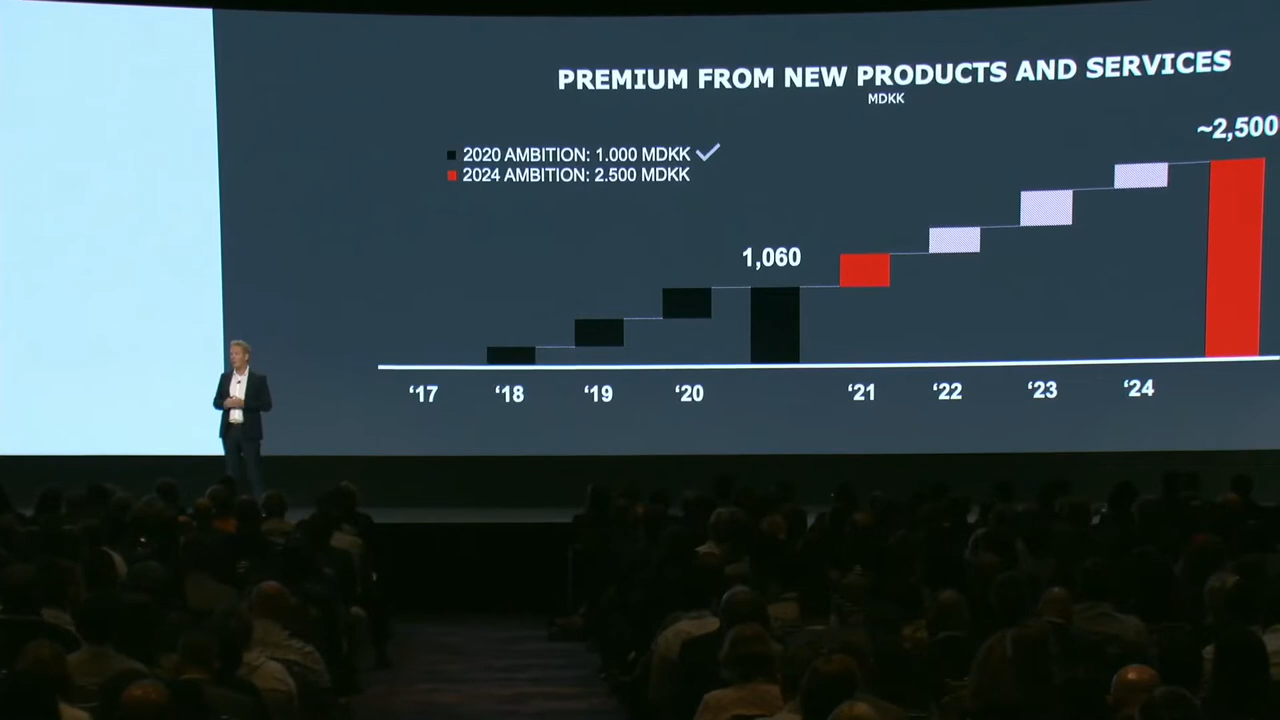 PREMIUM FROM NEW PRODUCTS AND SERVICES
MDKK
~2,500
2020 AMBITION: 1.000 MDKK
2024 AMBITION: 2.500 MDKK
1,060
‘17 ‘18 ‘19 ‘20 ‘21 ‘22 ‘23 ‘24